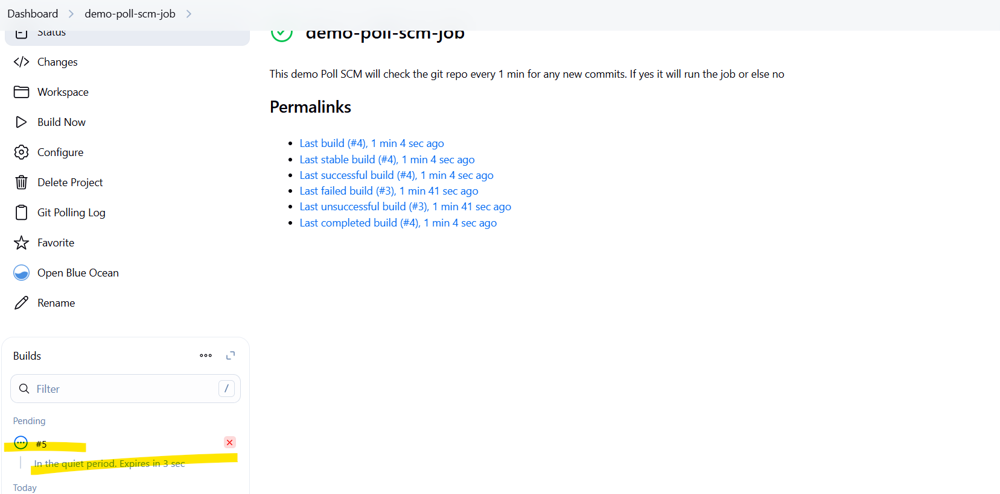 Dashboard > demo-poll-scm-job >
Status
Changes
Workspace
Build Now
Configure
Delete Project
Git Polling Log
Favorite
Open Blue Ocean
Rename
Builds
Filter /
Pending
#5
In the quiet period. Expires in 3 sec
Today
demo-poll-scm-job
This demo Poll SCM will check the git repo every 1 min for any new commits. If yes it will run the job or else no
Permalinks
Last build (#4), 1 min 4 sec ago
Last stable build (#4), 1 min 4 sec ago
Last successful build (#4), 1 min 4 sec ago
Last failed build (#3), 1 min 41 sec ago
Last unsuccessful build (#3), 1 min 41 sec ago
Last completed build (#4), 1 min 4 sec ago